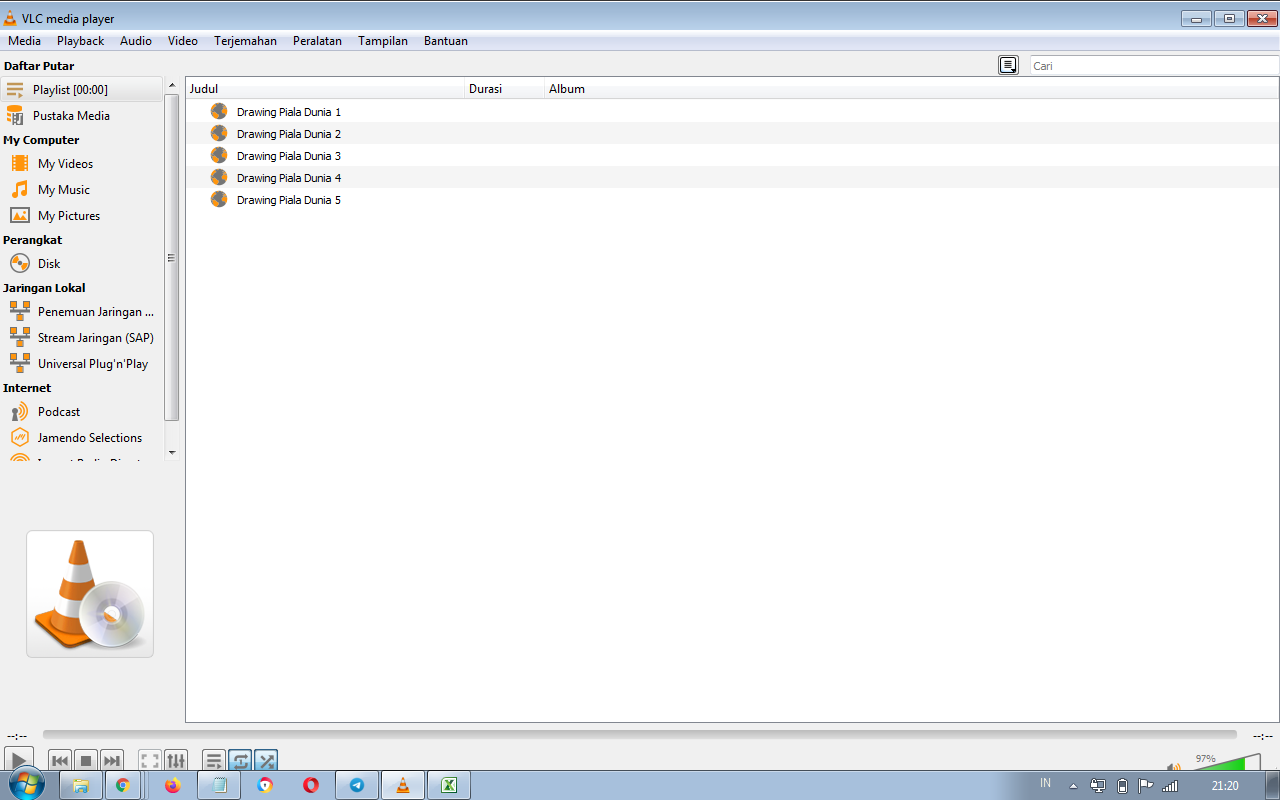 VLC media player
Media Playback Audio Video Terjemahan Peralatan Tampilan Bantuan
Daftar Putar
Cari
Playlist [00:00]
Pustaka Media
My Computer
My Videos
My Music
My Pictures
Perangkat
Disk
Jaringan Lokal
Penemuan Jaringan ...
Stream Jaringan (SAP)
Universal Plug'n'Play
Internet
Podcast
Jamendo Selections
Judul Durasi Album
Drawing Piala Dunia 1
Drawing Piala Dunia 2
Drawing Piala Dunia 3
Drawing Piala Dunia 4
Drawing Piala Dunia 5
--:-- --:--
97%
IN 21:20